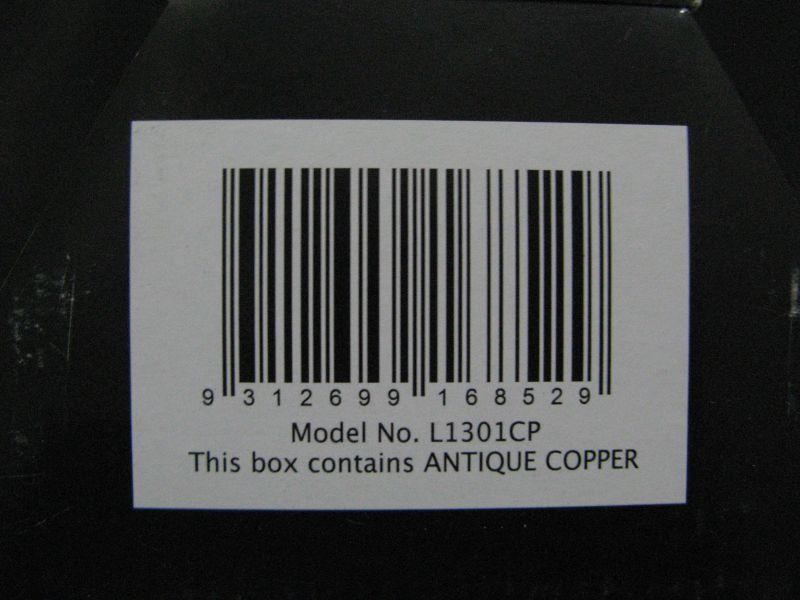 9 312699 168529
Model No. L1301CP
This box contains ANTIQUE COPPER